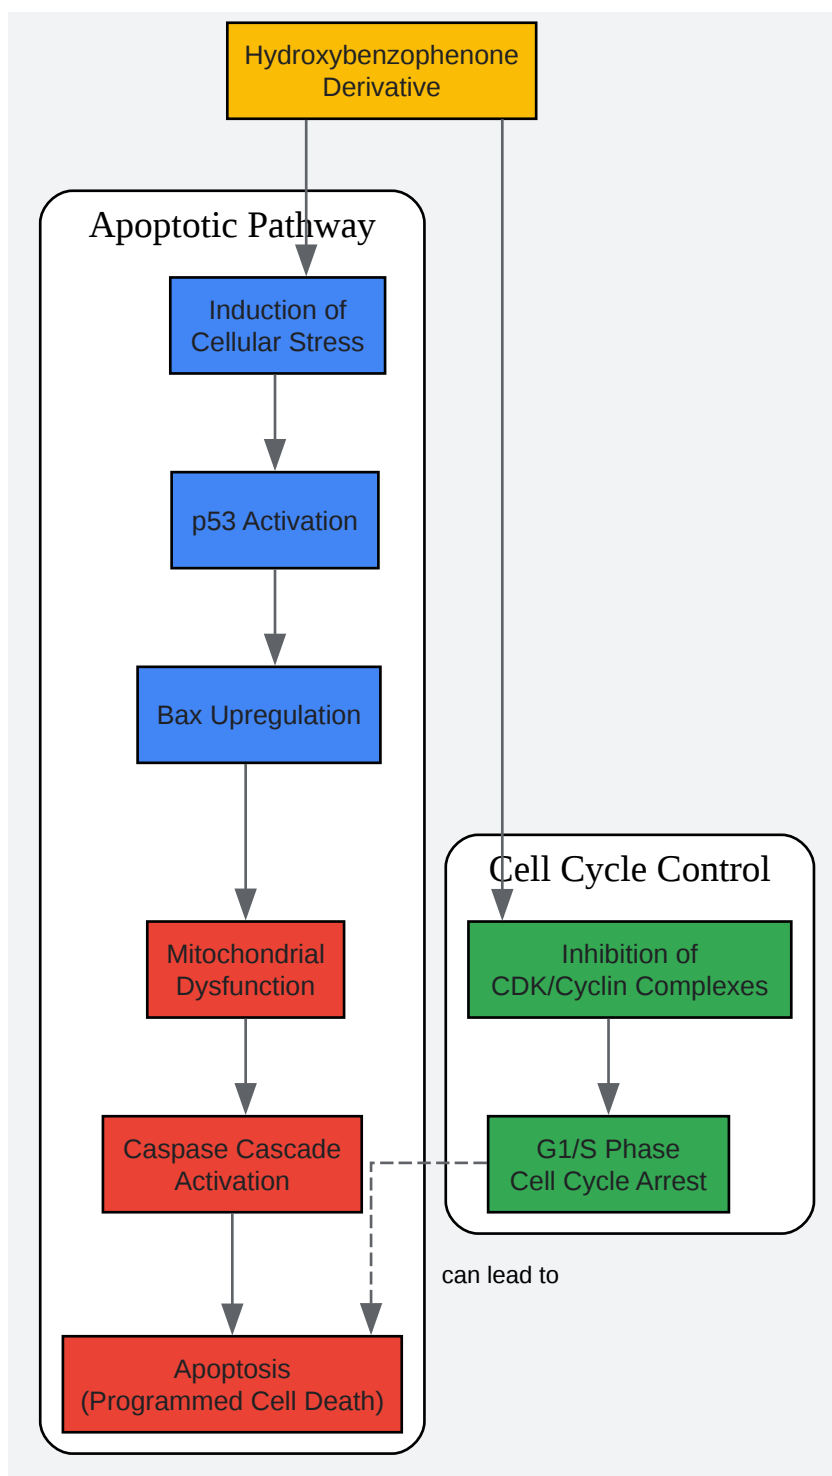 Hydroxybenzophenone
Derivative
Apoptotic Pathway
Induction of
Cellular Stress
p53 Activation
Bax Upregulation
Cell Cycle Control
Mitochondrial
Dysfunction
Inhibition of
CDK/Cyclin Complexes
Caspase Cascade
Activation
G1/S Phase
Cell Cycle Arrest
can lead to
Apoptosis
(Programmed Cell Death)